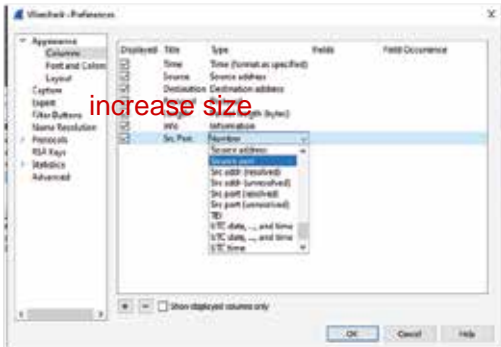 Wireshark · Preferences
Appearance
Columns
Font and Colors
Layout
Capture
Expert
Filter Buttons
Name Resolution
Protocols
RSA Keys
Statistics
Advanced
Displayed Title Type Fields Field Occurrence
Time Time (format as specified)
Source Source address
Destination Destination address
increase size
length (bytes)
Info Information
Src Port Number
Source address
Source port
Src addr (resolved)
Src addr (unresolved)
Src port (resolved)
Src port (unresolved)
TEI
UTC date, ..., and time
UTC date, ..., and time
UTC time
+ − Show displayed columns only
OK Cancel Help